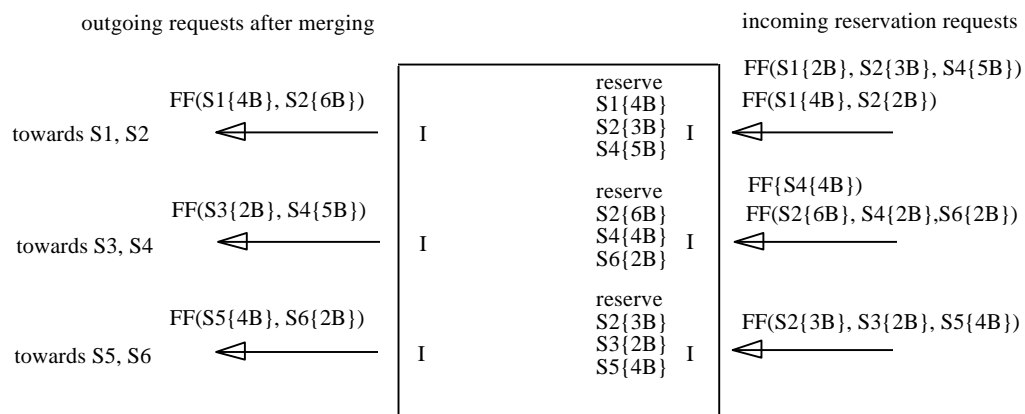 outgoing requests after merging
incoming reservation requests
FF(S1{2B}, S2{3B}, S4{5B})
FF(S1{4B}, S2{6B})
reserve
S1{4B}
S2{3B}
S4{5B}
FF(S1{4B}, S2{2B})
towards S1, S2
I
I
FF(S3{2B}, S4{5B})
reserve
S2{6B}
S4{4B}
S6{2B}
FF{S4{4B})
FF(S2{6B}, S4{2B},S6{2B})
towards S3, S4
I
I
FF(S5{4B}, S6{2B})
reserve
S2{3B}
S3{2B}
S5{4B}
FF(S2{3B}, S3{2B}, S5{4B})
towards S5, S6
I
I